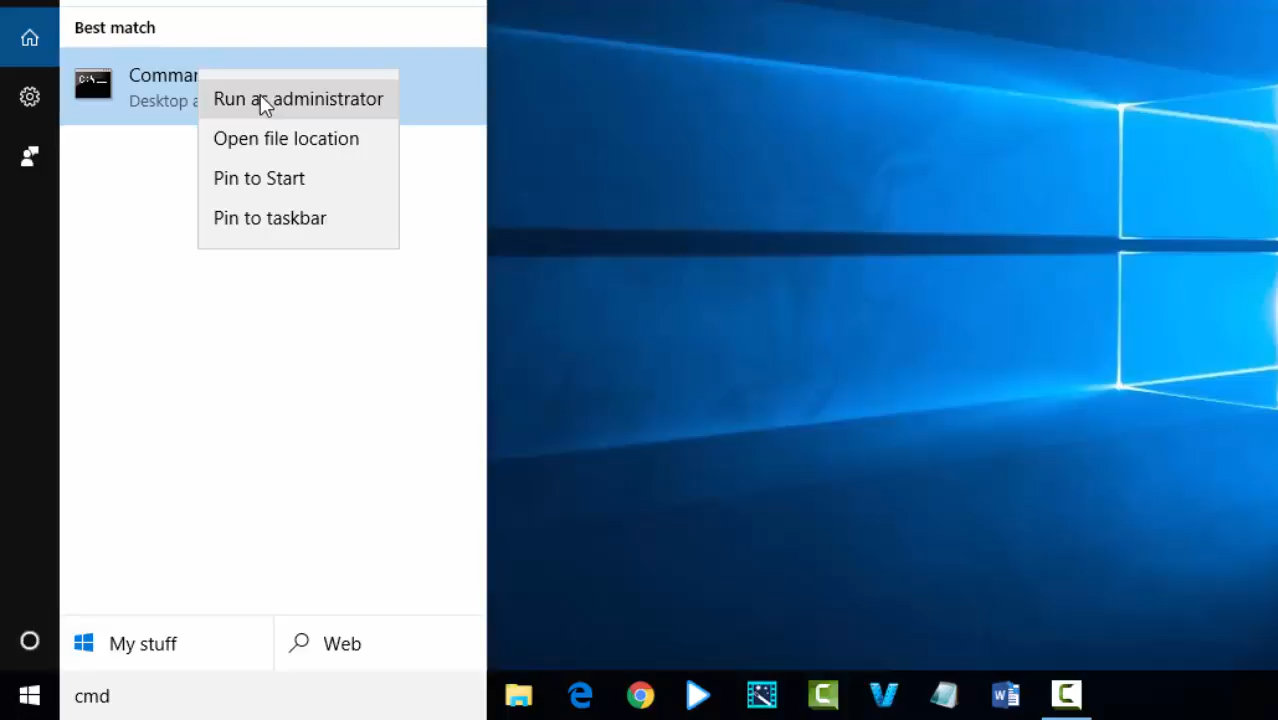 Best match
Comman
Desktop a
Run as administrator
Open file location
Pin to Start
Pin to taskbar
My stuff
Web
cmd